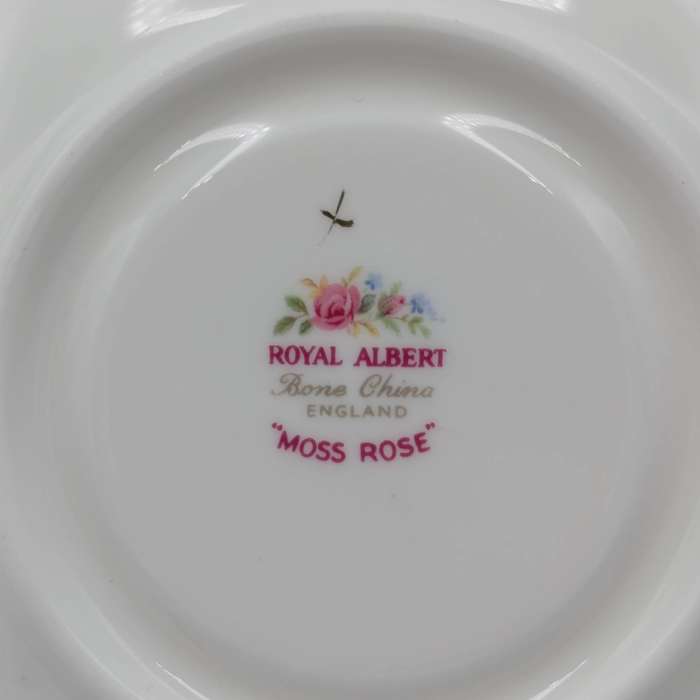 ROYAL ALBERT
Bone China
ENGLAND
"MOSS ROSE"